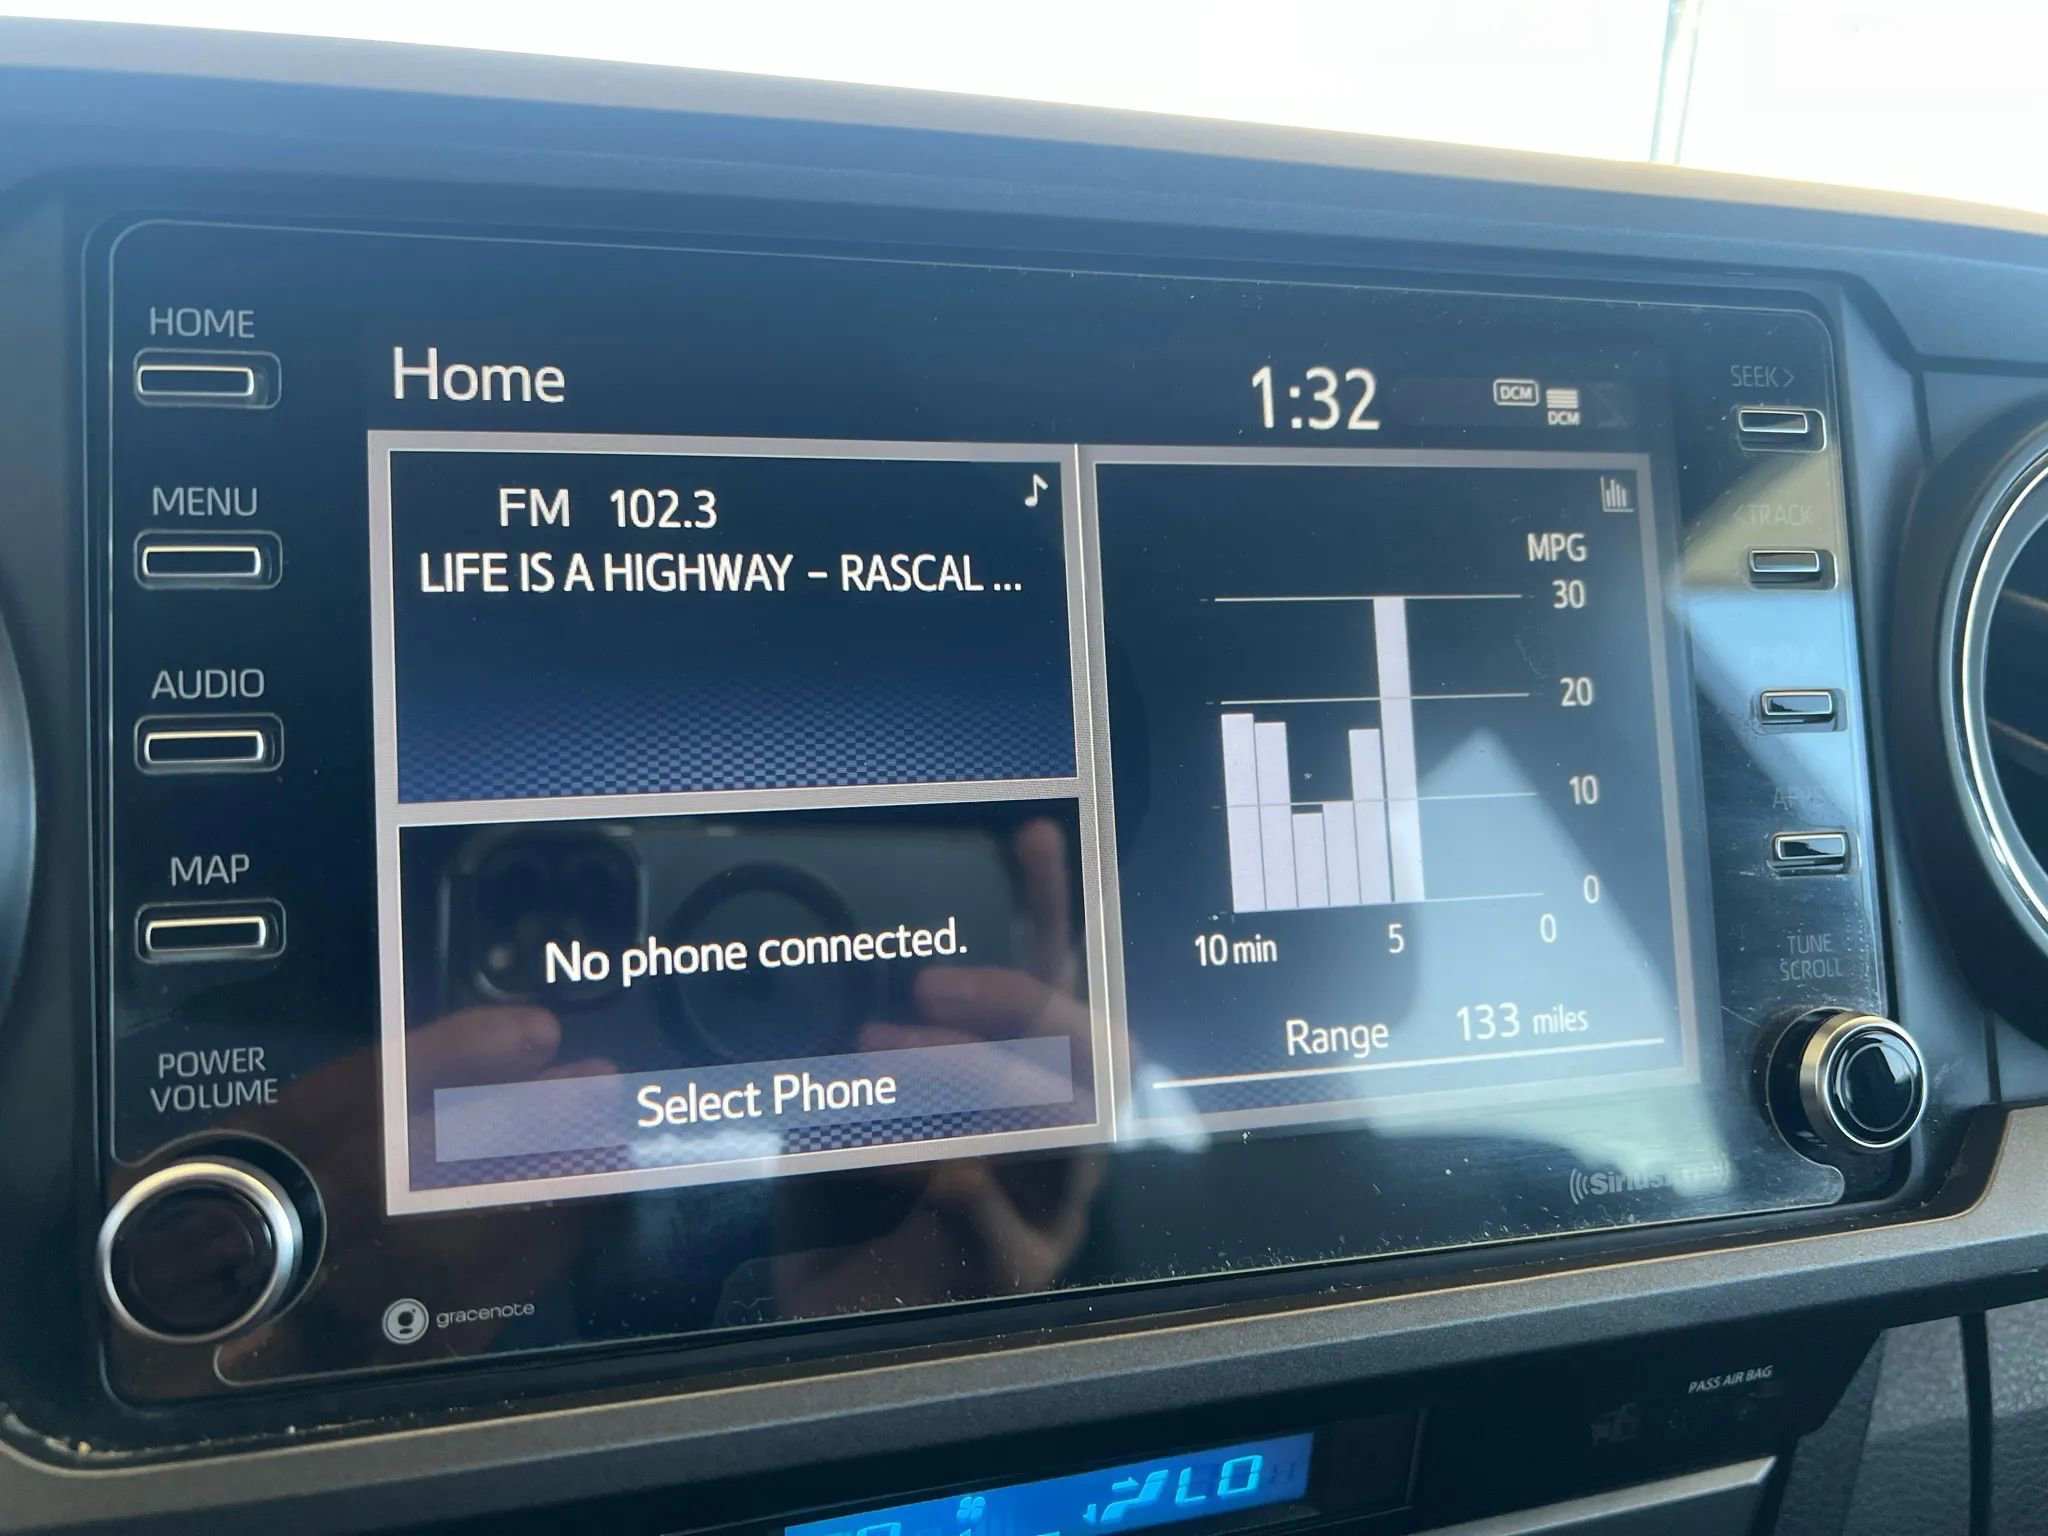 HOME
MENU
AUDIO
MAP
POWER
VOLUME
Home
1:32
DCM
DCM
FM 102.3
LIFE IS A HIGHWAY – RASCAL ...
No phone connected.
Select Phone
MPG
30
20
10
0
10 min 5 0
Range 133 miles
SEEK >
< TRACK
PHONE
APPS
TUNE
SCROLL
gracenote
PASS AIR BAG
LO